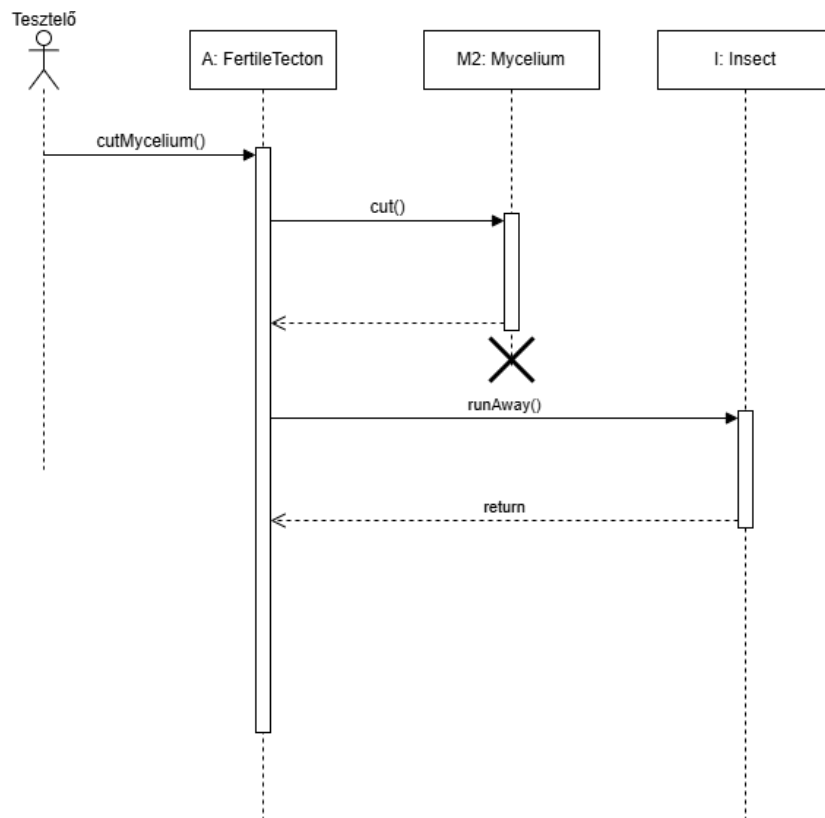 Tesztelő
A: FertileTecton
M2: Mycelium
I: Insect
cutMycelium()
cut()
runAway()
return